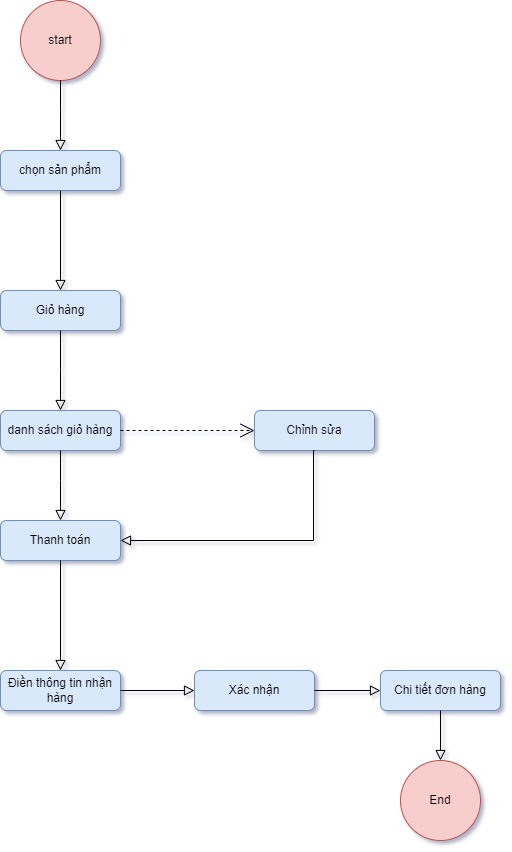 start
chọn sản phẩm
Giỏ hàng
danh sách giỏ hàng
Chỉnh sửa
Thanh toán
Điền thông tin nhận
hàng
Xác nhận
Chi tiết đơn hàng
End